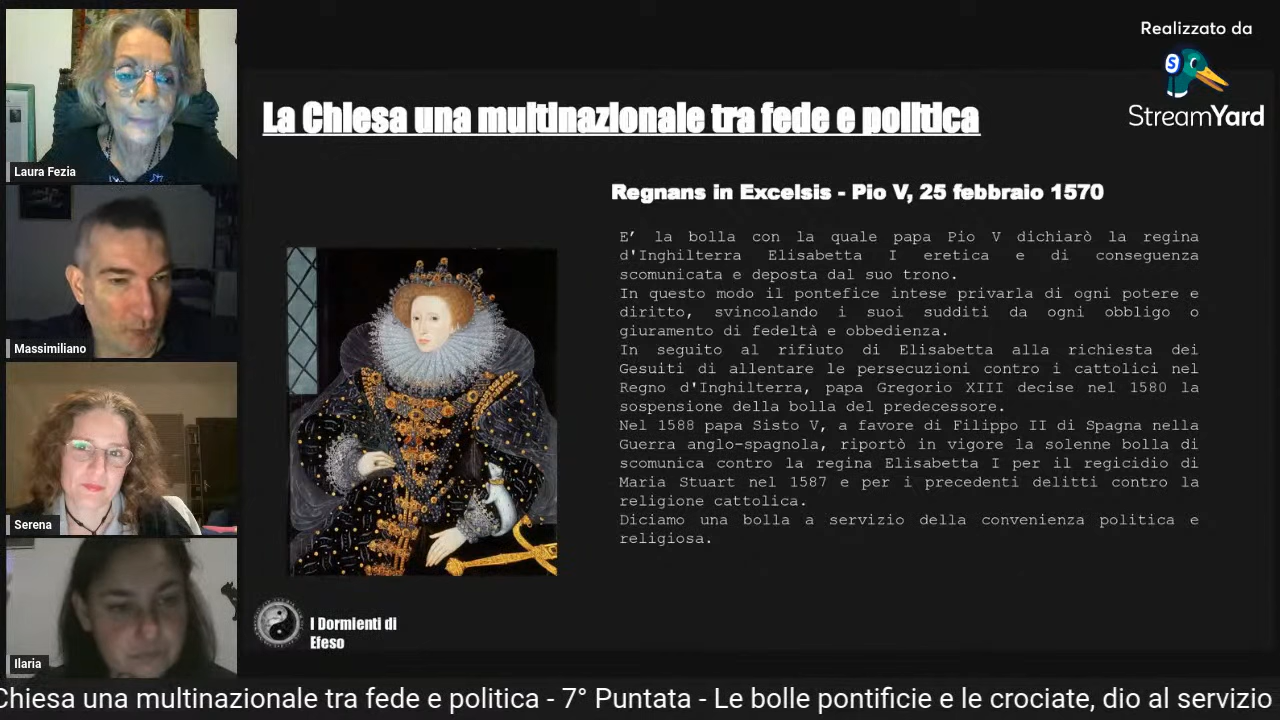 Realizzato da
StreamYard
La Chiesa una multinazionale tra fede e politica
Regnans in Excelsis - Pio V, 25 febbraio 1570
E’ la bolla con la quale papa Pio V dichiarò la regina
d'Inghilterra Elisabetta I eretica e di conseguenza
scomunicata e deposta dal suo trono.
In questo modo il pontefice intese privarla di ogni potere e
diritto, svincolando i suoi sudditi da ogni obbligo o
giuramento di fedeltà e obbedienza.
In seguito al rifiuto di Elisabetta alla richiesta dei
Gesuiti di allentare le persecuzioni contro i cattolici nel
Regno d'Inghilterra, papa Gregorio XIII decise nel 1580 la
sospensione della bolla del predecessore.
Nel 1588 papa Sisto V, a favore di Filippo II di Spagna nella
Guerra anglo-spagnola, riportò in vigore la solenne bolla di
scomunica contro la regina Elisabetta I per il regicidio di
Maria Stuart nel 1587 e per i precedenti delitti contro la
religione cattolica.
Diciamo una bolla a servizio della convenienza politica e
religiosa.
Laura Fezia
Massimiliano
Serena
Ilaria
I Dormienti di
Efeso
Chiesa una multinazionale tra fede e politica - 7° Puntata - Le bolle pontificie e le crociate, dio al servizio